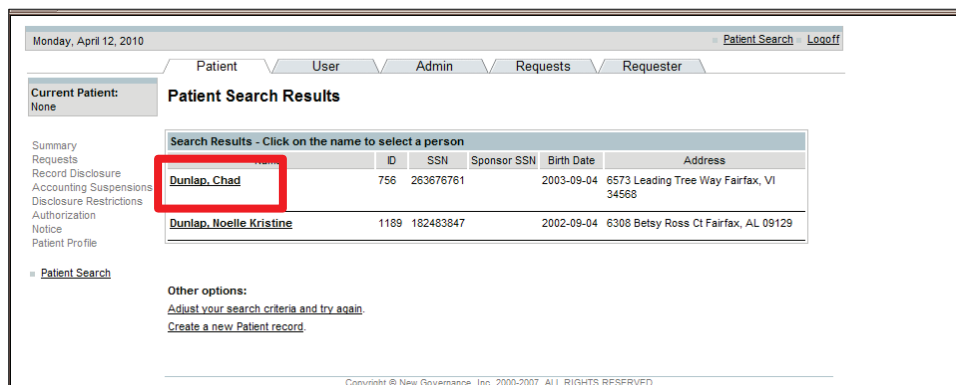 Monday, April 12, 2010 Patient Search Logoff
Patient User Admin Requests Requester
Current Patient:
None
Patient Search Results
Summary
Requests
Record Disclosure
Accounting Suspensions
Disclosure Restrictions
Authorization
Notice
Patient Profile
Patient Search
Search Results - Click on the name to select a person
ID SSN Sponsor SSN Birth Date Address
Dunlap, Chad 756 263676761 2003-09-04 6573 Leading Tree Way Fairfax, VI
34568
Dunlap, Noelle Kristine 1189 182483847 2002-09-04 6308 Betsy Ross Ct Fairfax, AL 09129
Other options:
Adjust your search criteria and try again.
Create a new Patient record.
Copyright © New Governance, Inc. 2000-2007. ALL RIGHTS RESERVED